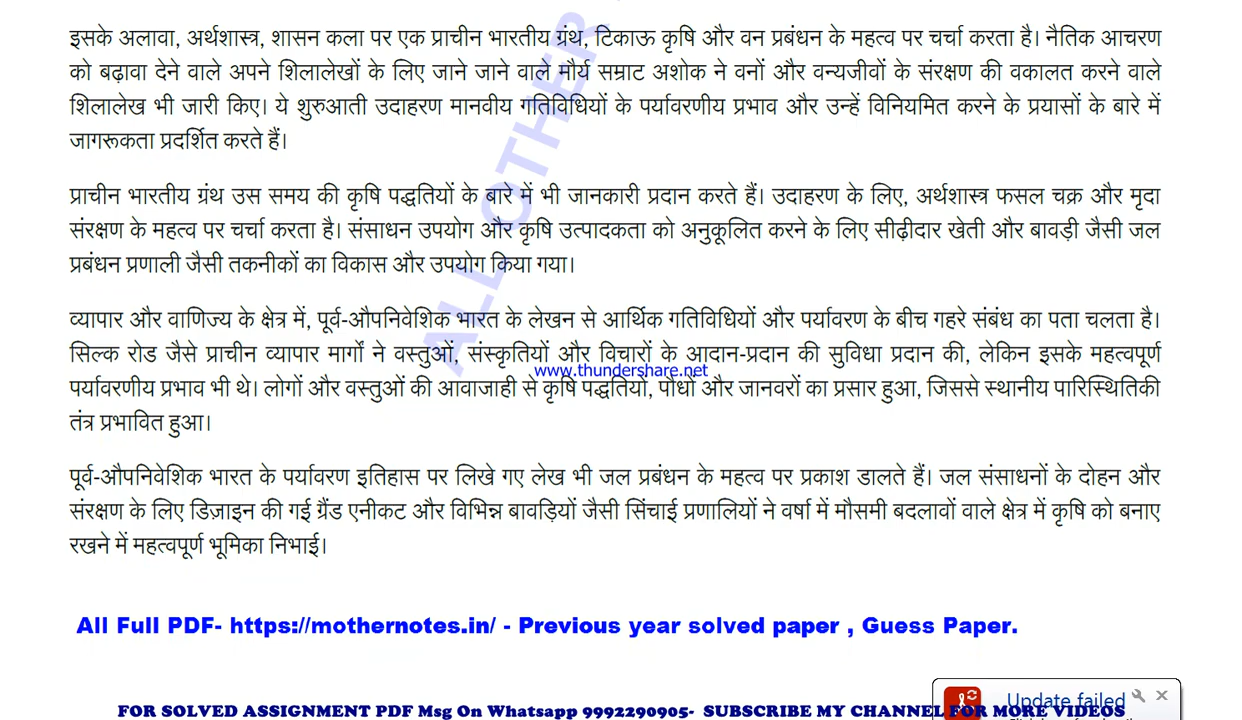 इसके अलावा, अर्थशास्त्र, शासन कला पर एक प्राचीन भारतीय ग्रंथ, टिकाऊ कृषि और वन प्रबंधन के महत्व पर चर्चा करता है। नैतिक आचरण
को बढ़ावा देने वाले अपने शिलालेखों के लिए जाने जाने वाले मौर्य सम्राट अशोक ने वनों और वन्यजीवों के संरक्षण की वकालत करने वाले
शिलालेख भी जारी किए। ये शुरुआती उदाहरण मानवीय गतिविधियों के पर्यावरणीय प्रभाव और उन्हें विनियमित करने के प्रयासों के बारे में
जागरूकता प्रदर्शित करते हैं।
प्राचीन भारतीय ग्रंथ उस समय की कृषि पद्धतियों के बारे में भी जानकारी प्रदान करते हैं। उदाहरण के लिए, अर्थशास्त्र फसल चक्र और मृदा
संरक्षण के महत्व पर चर्चा करता है। संसाधन उपयोग और कृषि उत्पादकता को अनुकूलित करने के लिए सीढ़ीदार खेती और बावड़ी जैसी जल
प्रबंधन प्रणाली जैसी तकनीकों का विकास और उपयोग किया गया।
व्यापार और वाणिज्य के क्षेत्र में, पूर्व-औपनिवेशिक भारत के लेखन से आर्थिक गतिविधियों और पर्यावरण के बीच गहरे संबंध का पता चलता है।
सिल्क रोड जैसे प्राचीन व्यापार मार्गों ने वस्तुओं, संस्कृतियों और विचारों के आदान-प्रदान की सुविधा प्रदान की, लेकिन इसके महत्वपूर्ण
www.thundershare.net
पर्यावरणीय प्रभाव भी थे। लोगों और वस्तुओं की आवाजाही से कृषि पद्धतियों, पौधों और जानवरों का प्रसार हुआ, जिससे स्थानीय पारिस्थितिकी
तंत्र प्रभावित हुआ।
पूर्व-औपनिवेशिक भारत के पर्यावरण इतिहास पर लिखे गए लेख भी जल प्रबंधन के महत्व पर प्रकाश डालते हैं। जल संसाधनों के दोहन और
संरक्षण के लिए डिज़ाइन की गई ग्रैंड एनीकट और विभिन्न बावड़ियों जैसी सिंचाई प्रणालियों ने वर्षा में मौसमी बदलावों वाले क्षेत्र में कृषि को बनाए
रखने में महत्वपूर्ण भूमिका निभाई।
ALL OTHER
All Full PDF- https://mothernotes.in/ - Previous year solved paper , Guess Paper.
Update failed
FOR SOLVED ASSIGNMENT PDF Msg On Whatsapp 9992290905- SUBSCRIBE MY CHANNEL FOR MORE VIDEOS